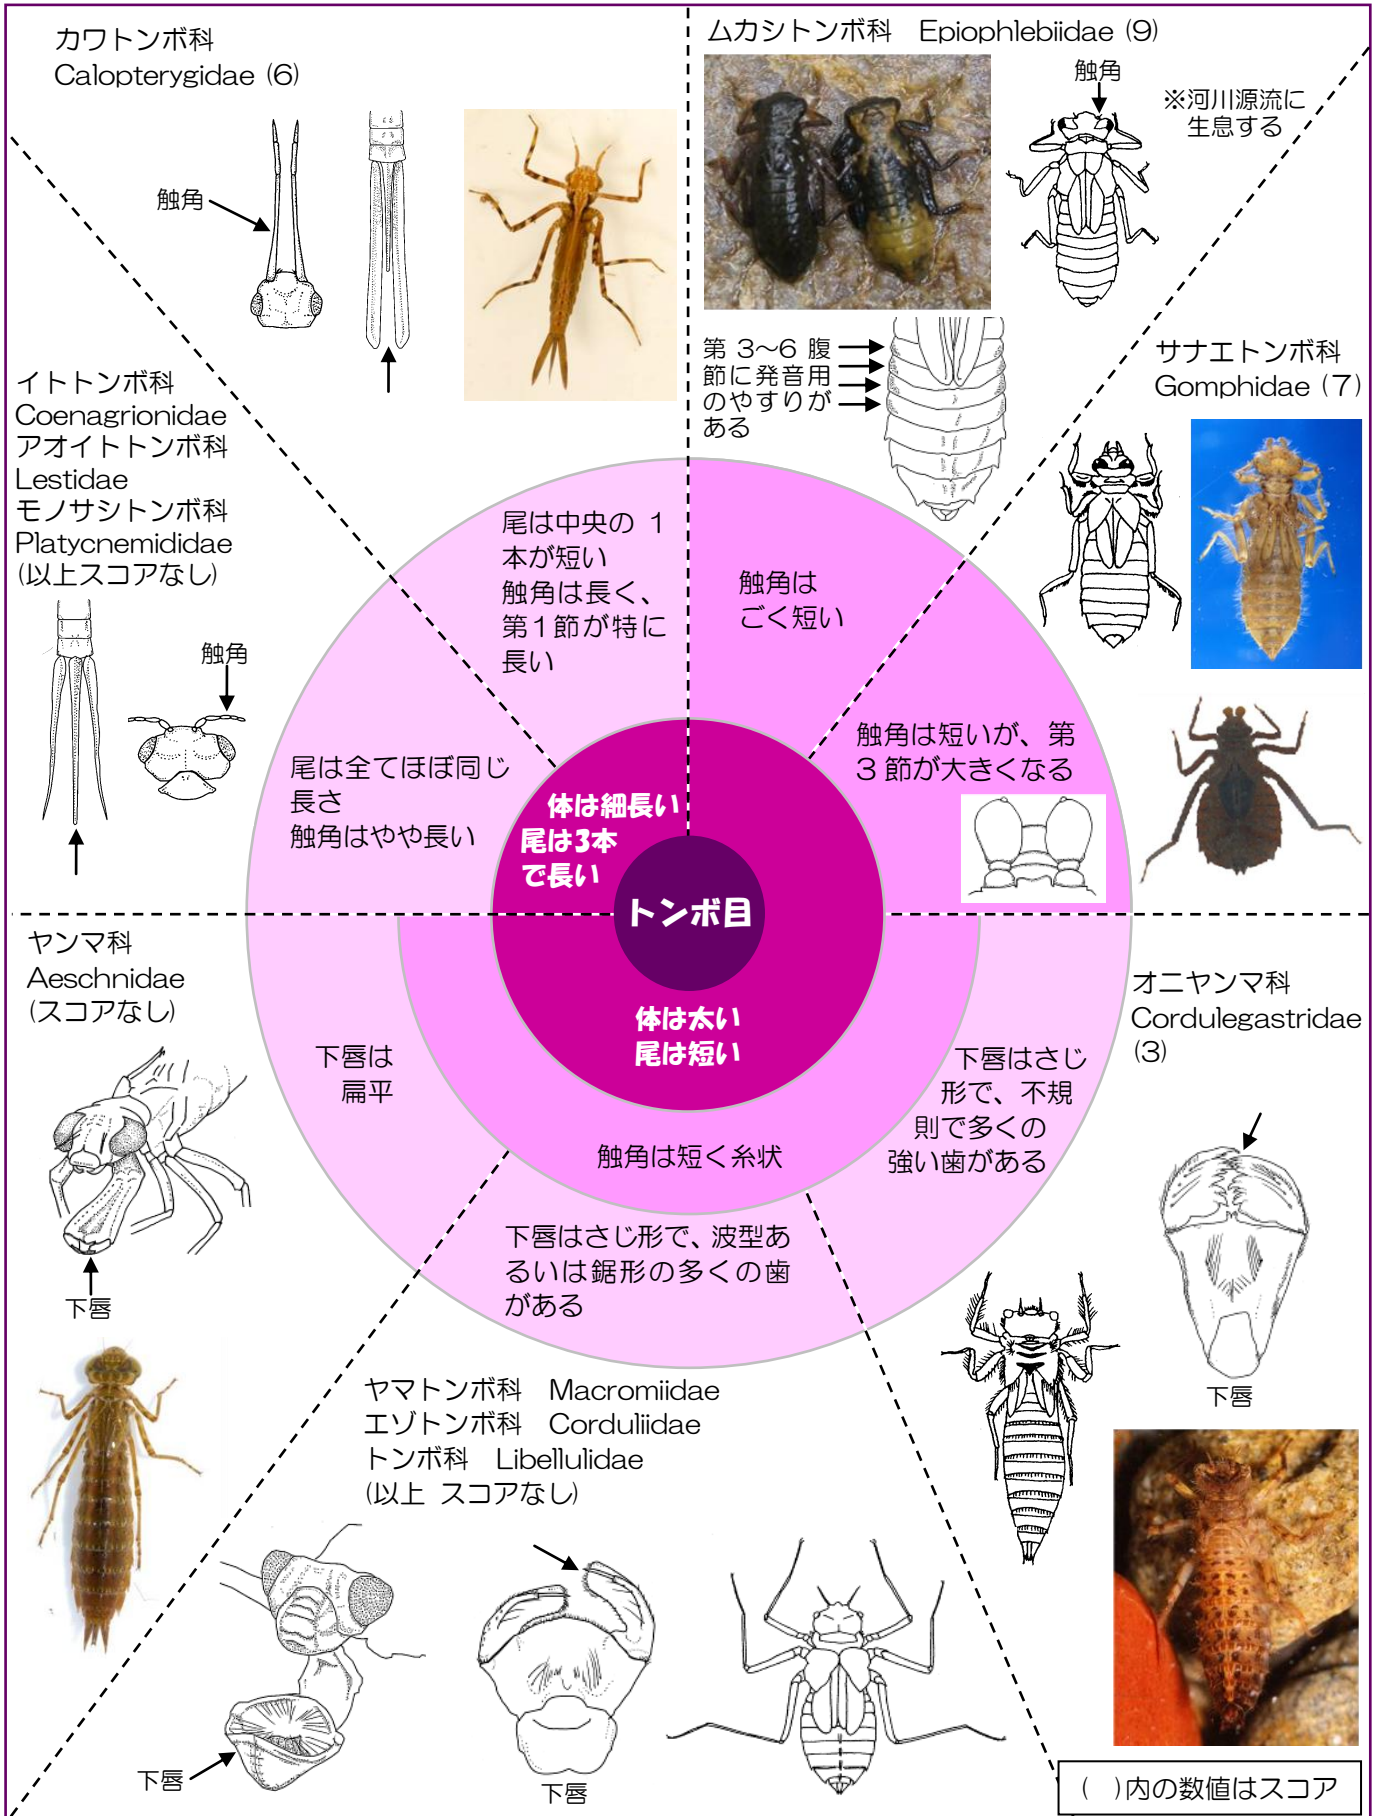 カワトンボ科
Calopterygidae (6)
触角
ムカシトンボ科 Epiophlebiidae (9)
触角
※河川源流に
生息する
第 3～6 腹
節に発音用
のやすりが
ある
サナエトンボ科
Gomphidae (7)
イトトンボ科
Coenagrionidae
アオイトトンボ科
Lestidae
モノサシトンボ科
Platycnemididae
(以上スコアなし)
触角
尾は中央の 1
本が短い
触角は長く、
第1節が特に
長い
触角は
ごく短い
触角は短いが、第
3 節が大きくなる
尾は全てほぼ同じ
長さ
触角はやや長い
体は細長い
尾は3本
で長い
トンボ目
体は太い
尾は短い
ヤンマ科
Aeschnidae
(スコアなし)
下唇
下唇は
扁平
触角は短く糸状
下唇はさじ
形で、不規
則で多くの
強い歯がある
オニヤンマ科
Cordulegastridae
(3)
下唇
下唇はさじ形で、波型あ
るいは鋸形の多くの歯
がある
ヤマトンボ科 Macromiidae
エゾトンボ科 Corduliidae
トンボ科 Libellulidae
(以上 スコアなし)
下唇
下唇
( )内の数値はスコア